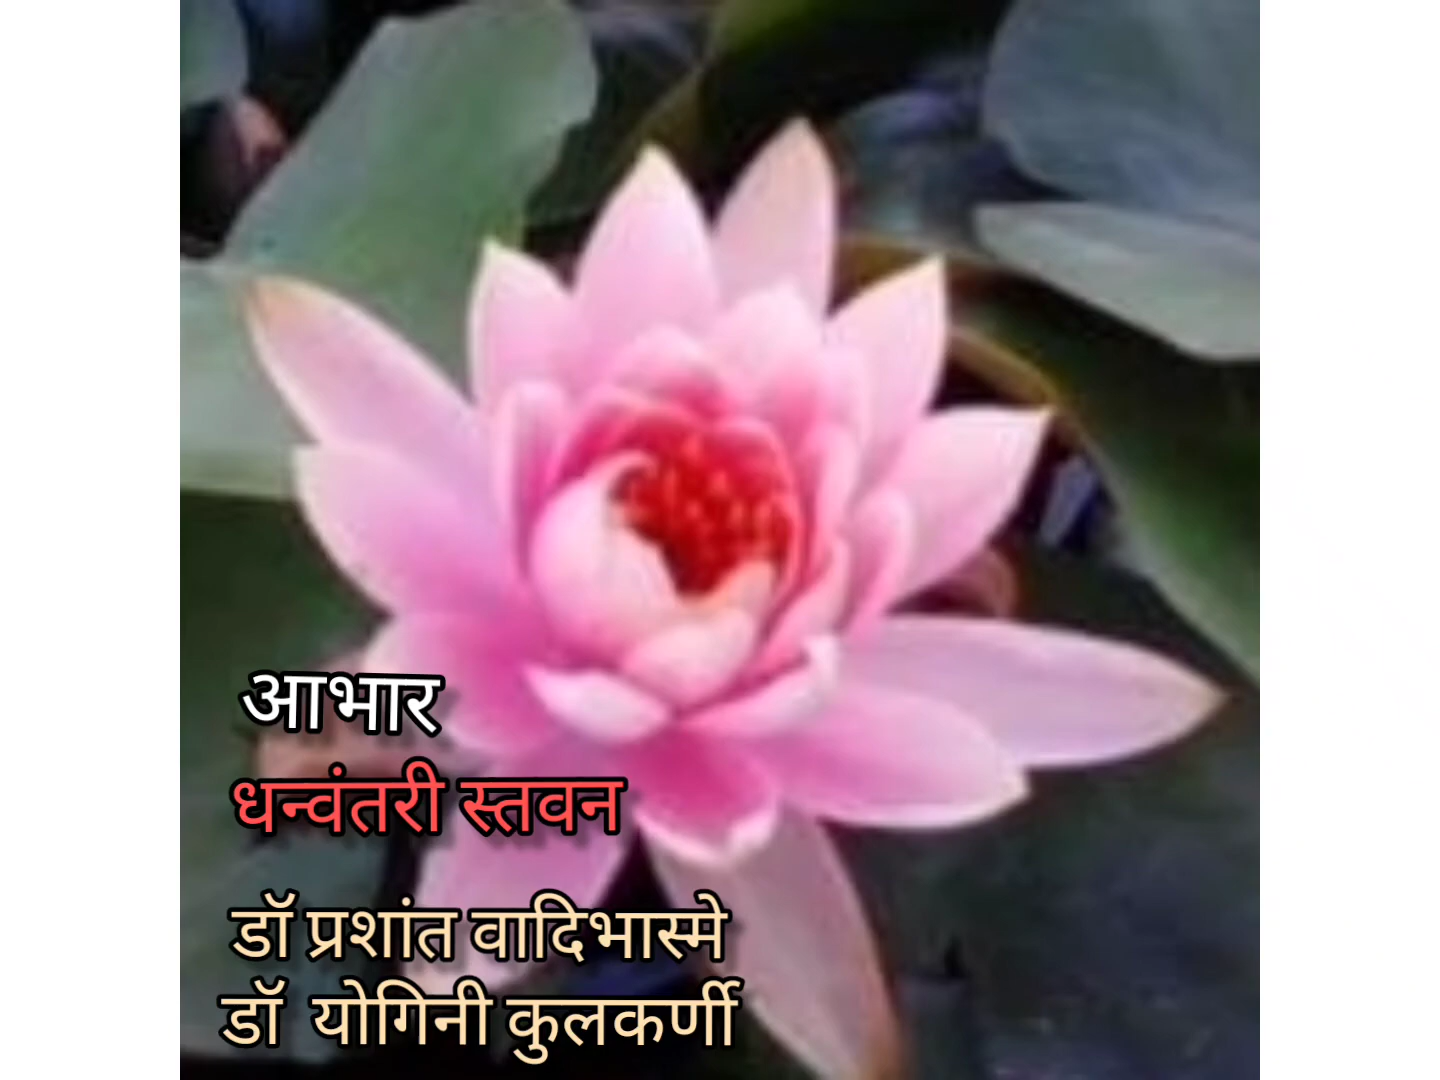 आभार
धन्वंतरी स्तवन
डॉ प्रशांत वादिभास्मे
डॉ योगिनी कुलकर्णी